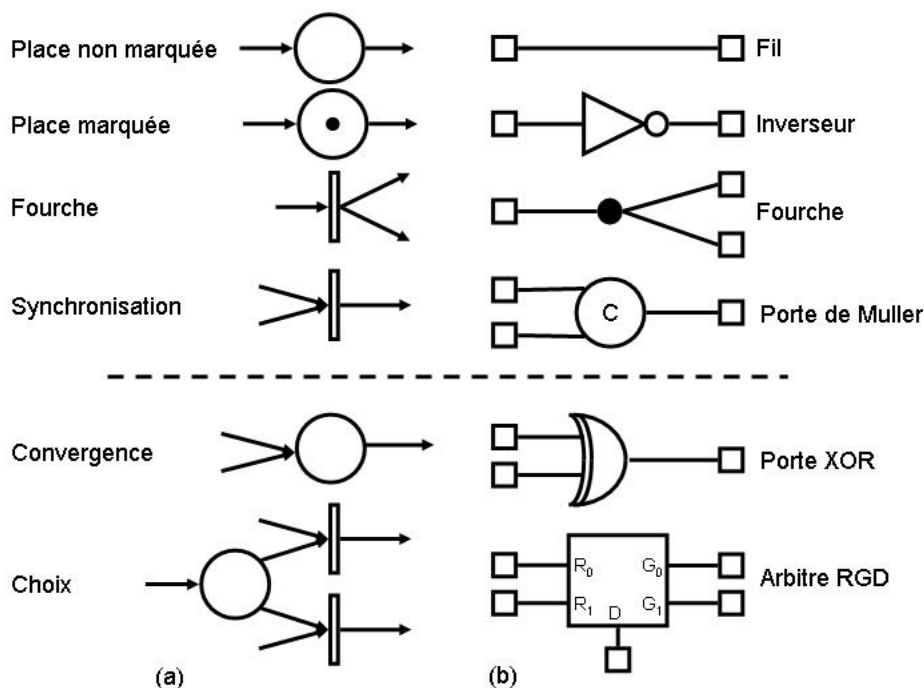 Place non marquée
Fil
Place marquée
Inverseur
Fourche
Fourche
Synchronisation
C
Porte de Muller
Convergence
Porte XOR
Choix
R0
G0
R1
G1
D
Arbitre RGD
(a)
(b)